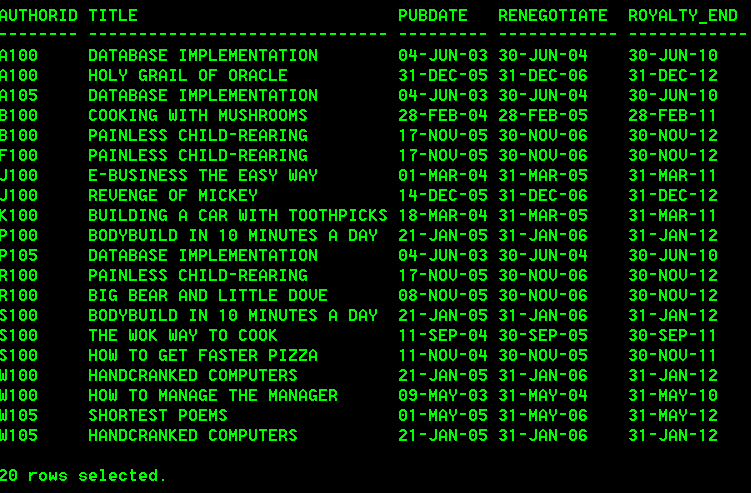 AUTHORID TITLE                          PUBDATE   RENEGOTIATE  ROYALTY_END
-------- ------------------------------ --------- ------------ ------------
A100     DATABASE IMPLEMENTATION        04-JUN-03 30-JUN-04    30-JUN-10
A100     HOLY GRAIL OF ORACLE           31-DEC-05 31-DEC-06    31-DEC-12
A105     DATABASE IMPLEMENTATION        04-JUN-03 30-JUN-04    30-JUN-10
B100     COOKING WITH MUSHROOMS         28-FEB-04 28-FEB-05    28-FEB-11
B100     PAINLESS CHILD-REARING         17-NOV-05 30-NOV-06    30-NOV-12
F100     PAINLESS CHILD-REARING         17-NOV-05 30-NOV-06    30-NOV-12
J100     E-BUSINESS THE EASY WAY        01-MAR-04 31-MAR-05    31-MAR-11
J100     REVENGE OF MICKEY              14-DEC-05 31-DEC-06    31-DEC-12
K100     BUILDING A CAR WITH TOOTHPICKS 18-MAR-04 31-MAR-05    31-MAR-11
P100     BODYBUILD IN 10 MINUTES A DAY  21-JAN-05 31-JAN-06    31-JAN-12
P105     DATABASE IMPLEMENTATION        04-JUN-03 30-JUN-04    30-JUN-10
R100     PAINLESS CHILD-REARING         17-NOV-05 30-NOV-06    30-NOV-12
R100     BIG BEAR AND LITTLE DOVE       08-NOV-05 30-NOV-06    30-NOV-12
S100     BODYBUILD IN 10 MINUTES A DAY  21-JAN-05 31-JAN-06    31-JAN-12
S100     THE WOK WAY TO COOK            11-SEP-04 30-SEP-05    30-SEP-11
S100     HOW TO GET FASTER PIZZA        11-NOV-04 30-NOV-05    30-NOV-11
W100     HANDCRANKED COMPUTERS          21-JAN-05 31-JAN-06    31-JAN-12
W100     HOW TO MANAGE THE MANAGER      09-MAY-03 31-MAY-04    31-MAY-10
W105     SHORTEST POEMS                 01-MAY-05 31-MAY-06    31-MAY-12
W105     HANDCRANKED COMPUTERS          21-JAN-05 31-JAN-06    31-JAN-12
20 rows selected.